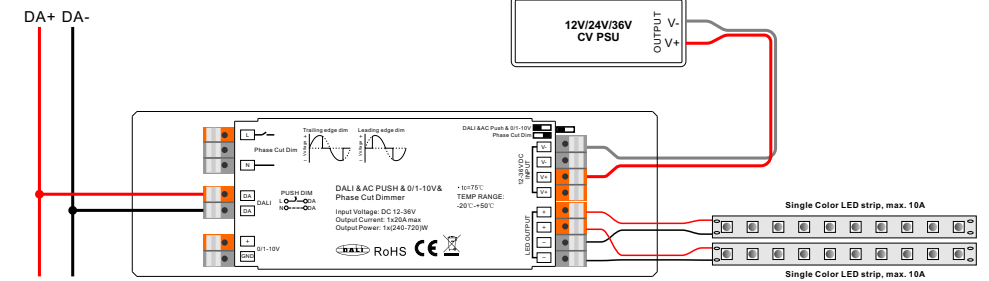 DA+ DA-
12V/24V/36V
CV PSU
OUTPUT
V-
V+
Trailing edge dim
Leading edge dim
DALI &AC Push & 0/1-10V
Phase Cut Dim
L
Phase Cut Dim
N
V-
V-
V+
V+
12-36VDC
INPUT
DA
DA
DALI
PUSH DIM
L DA
N DA
DALI & AC PUSH & 0/1-10V&
Phase Cut Dimmer
Input Voltage: DC 12-36V
Output Current: 1x20A max
Output Power: 1x(240-720)W
• tc=75℃
TEMP RANGE:
-20℃-+50℃
+
GND
0/1-10V
DALI
RoHS
CE
+
+
−
−
LED OUTPUT
Single Color LED strip, max. 10A
Single Color LED strip, max. 10A